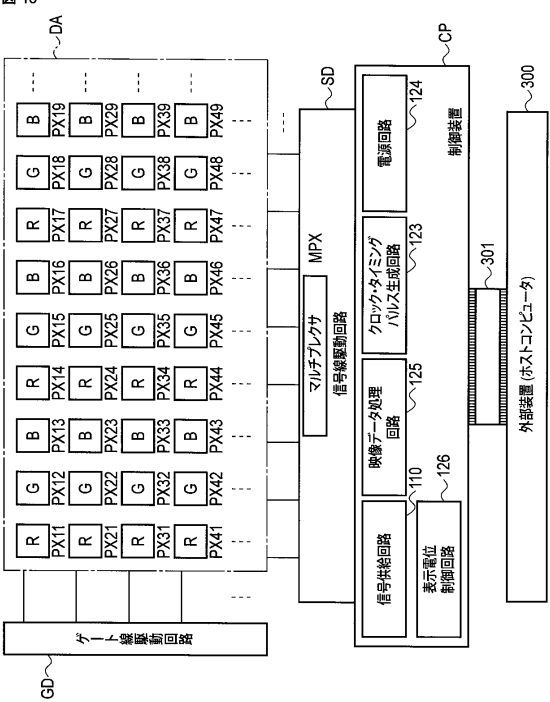 DA
R G B R G B R G B ---
PX11 PX12 PX13 PX14 PX15 PX16 PX17 PX18 PX19
R G B R G B R G B ---
PX21 PX22 PX23 PX24 PX25 PX26 PX27 PX28 PX29
R G B R G B R G B ---
PX31 PX32 PX33 PX34 PX35 PX36 PX37 PX38 PX39
R G B R G B R G B ---
PX41 PX42 PX43 PX44 PX45 PX46 PX47 PX48 PX49
ゲート線駆動回路
GD
SD
マルチプレクサ MPX
信号線駆動回路
CP
信号供給回路
110
映像データ処理
回路
125
クロック・タイミング
パルス生成回路
123
電源回路
124
表示電位
制御回路
126
制御装置
301
300
外部装置 (ホストコンピュータ)